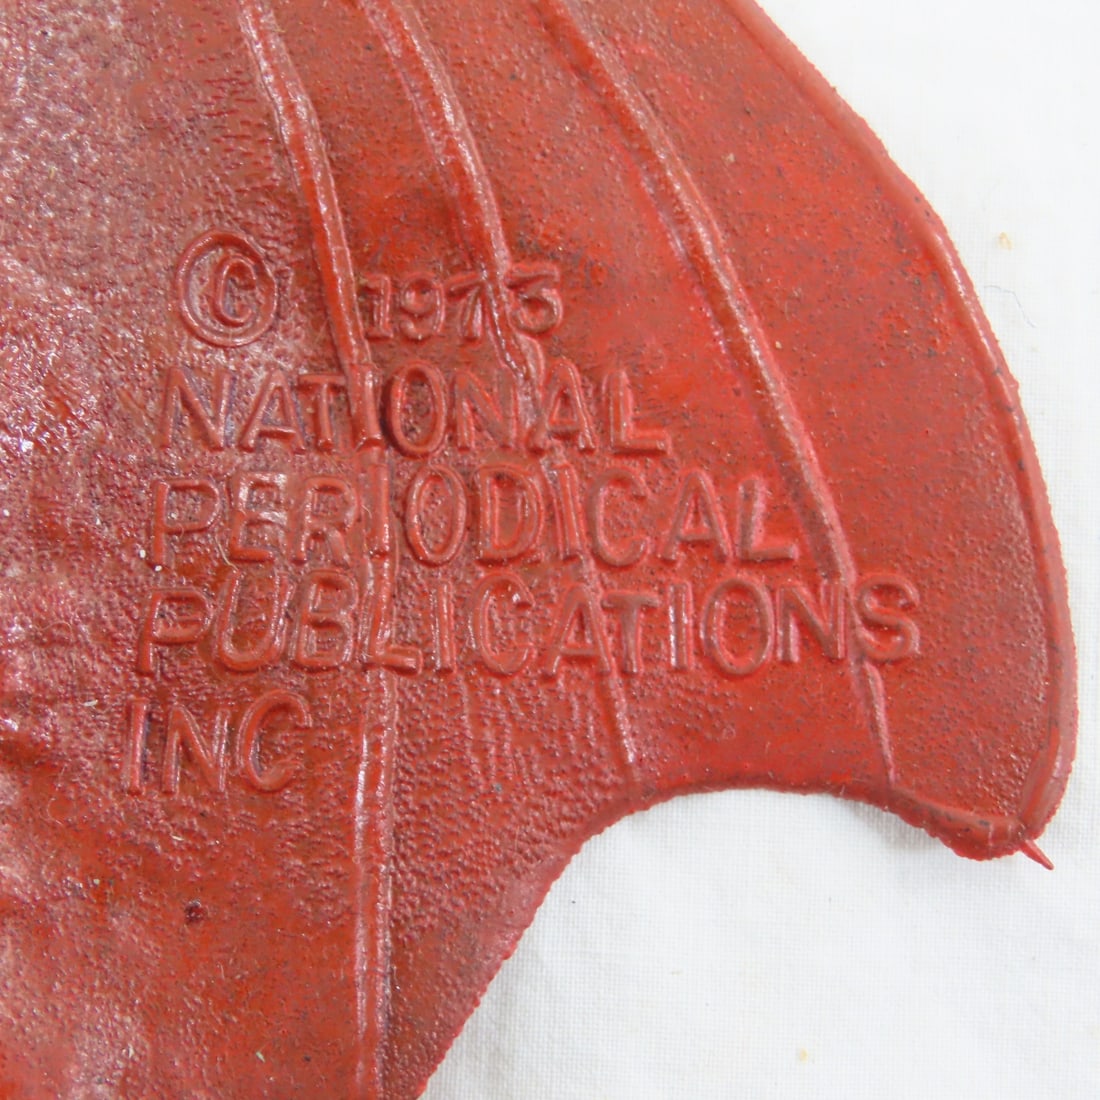 © 1973
NATIONAL
PERIODICAL
PUBLICATIONS
INC